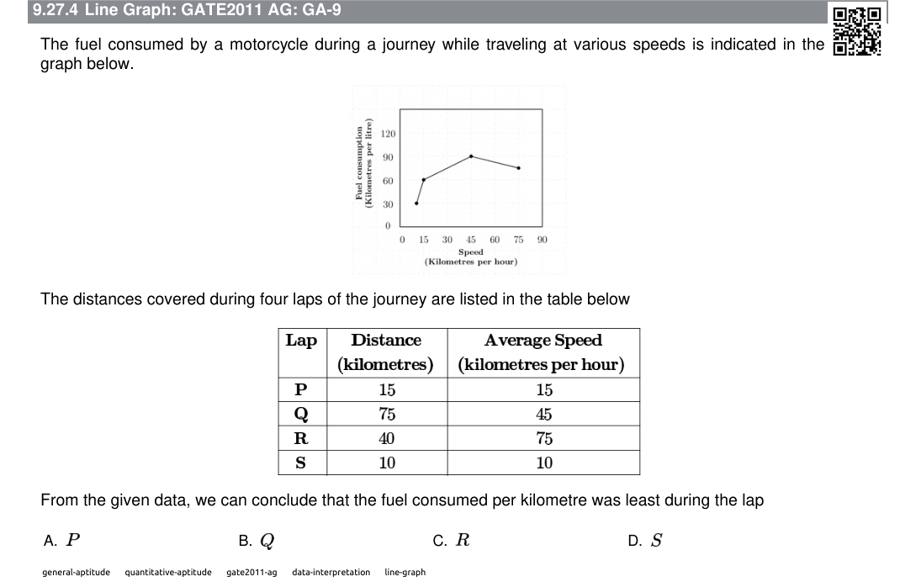 9.27.4 Line Graph: GATE2011 AG: GA-9
The fuel consumed by a motorcycle during a journey while traveling at various speeds is indicated in the
graph below.
Fuel consumption
(Kilometres per litre)
120
90
60
30
0
0 15 30 45 60 75 90
Speed
(Kilometres per hour)
The distances covered during four laps of the journey are listed in the table below
Lap Distance Average Speed
(kilometres) (kilometres per hour)
P 15 15
Q 75 45
R 40 75
S 10 10
From the given data, we can conclude that the fuel consumed per kilometre was least during the lap
A. P B. Q C. R D. S
general-aptitude quantitative-aptitude gate2011-ag data-interpretation line-graph